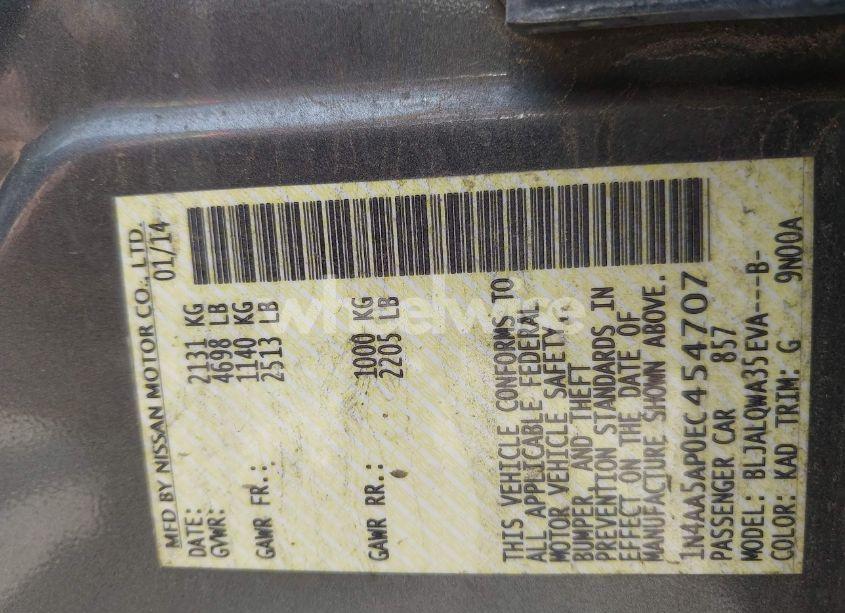 MFD BY NISSAN MOTOR CO., LTD.
DATE: 01/14
GVWR: 2131 KG
4698 LB
GAWR FR.: 1140 KG
2513 LB
GAWR RR.: 1000 KG
2205 LB
THIS VEHICLE CONFORMS TO
ALL APPLICABLE FEDERAL
MOTOR VEHICLE SAFETY
BUMPER, AND THEFT
PREVENTION STANDARDS IN
EFFECT ON THE DATE OF
MANUFACTURE SHOWN ABOVE.
1N4AA5AP0EC454707
PASSENGER CAR 857
MODEL: BLJALQWA35EVA---B-
COLOR: KAD TRIM: G 9N00A
wheelwire